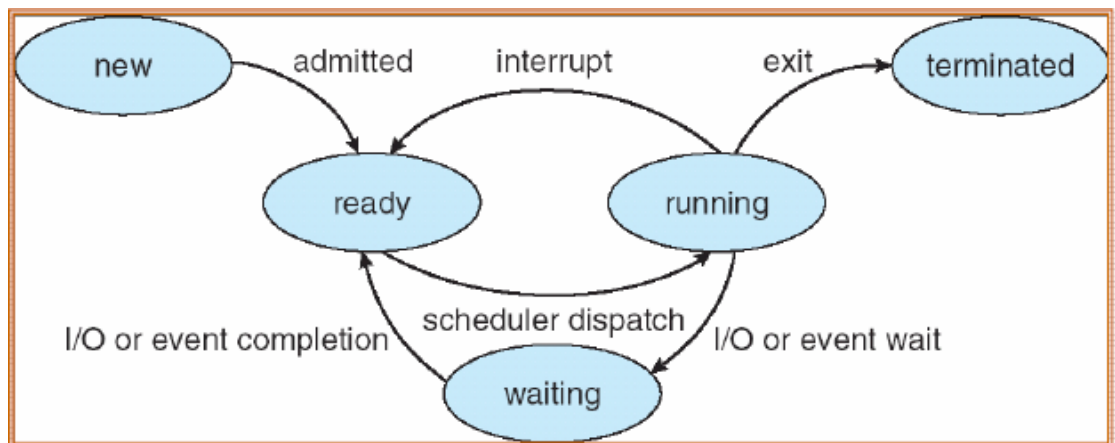 new
admitted
interrupt
exit
terminated
ready
running
scheduler dispatch
I/O or event completion
I/O or event wait
waiting